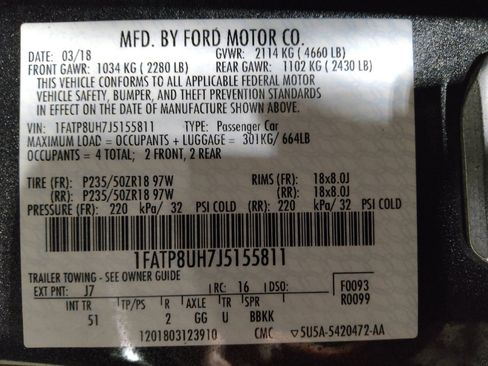 MFD. BY FORD MOTOR CO.
DATE: 03/18 GVWR: 2114 KG ( 4660 LB)
FRONT GAWR: 1034 KG ( 2280 LB) REAR GAWR: 1102 KG ( 2430 LB)
THIS VEHICLE CONFORMS TO ALL APPLICABLE FEDERAL MOTOR
VEHICLE SAFETY, BUMPER, AND THEFT PREVENTION STANDARDS
IN EFFECT ON THE DATE OF MANUFACTURE SHOWN ABOVE.
VIN: 1FATP8UH7J5155811 TYPE: Passenger Car
MAXIMUM LOAD = OCCUPANTS + LUGGAGE = 301KG/ 664LB
OCCUPANTS = 4 TOTAL; 2 FRONT, 2 REAR
TIRE (FR): P235/50ZR18 97W RIMS (FR): 18x8.0J
(RR): P235/50ZR18 97W (RR): 18x8.0J
PRESSURE (FR): 220 kPa/ 32 PSI COLD (RR): 220 kPa/ 32 PSI COLD
1FATP8UH7J5155811
TRAILER TOWING - SEE OWNER GUIDE
EXT PNT: J7 RC: 16 DSO: F0093
R0099
INT TR TP/PS R AXLE TR SPR
51 2 GG U BBKK
1201803123910 CMC ▽5U5A-5420472-AA